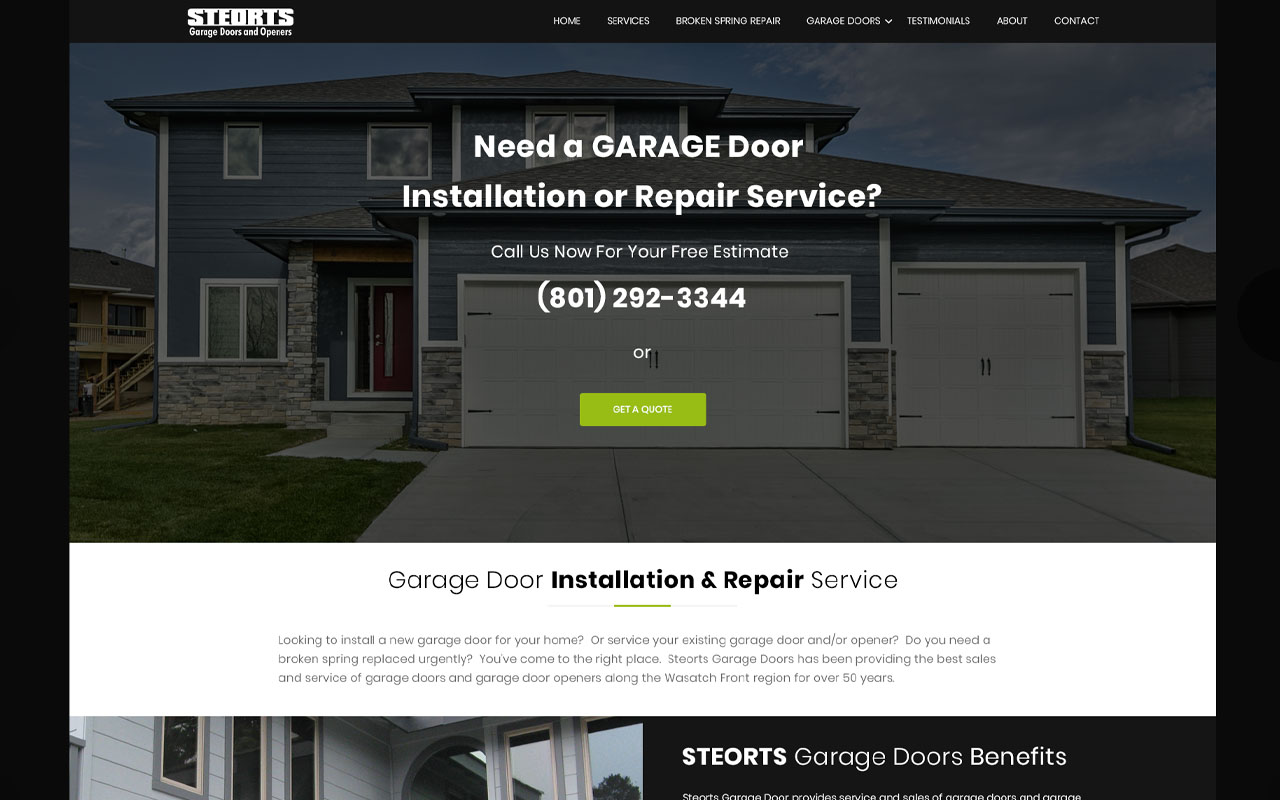 STEORTS
Garage Doors and Openers
HOME SERVICES BROKEN SPRING REPAIR GARAGE DOORS TESTIMONIALS ABOUT CONTACT
Need a GARAGE Door
Installation or Repair Service?
Call Us Now For Your Free Estimate
(801) 292-3344
or
GET A QUOTE
Garage Door Installation & Repair Service
Looking to install a new garage door for your home? Or service your existing garage door and/or opener? Do you need a
broken spring replaced urgently? You've come to the right place. Steorts Garage Doors has been providing the best sales
and service of garage doors and garage door openers along the Wasatch Front region for over 50 years.
STEORTS Garage Doors Benefits
Steorts Garage Door provides service and sales of garage doors and garage